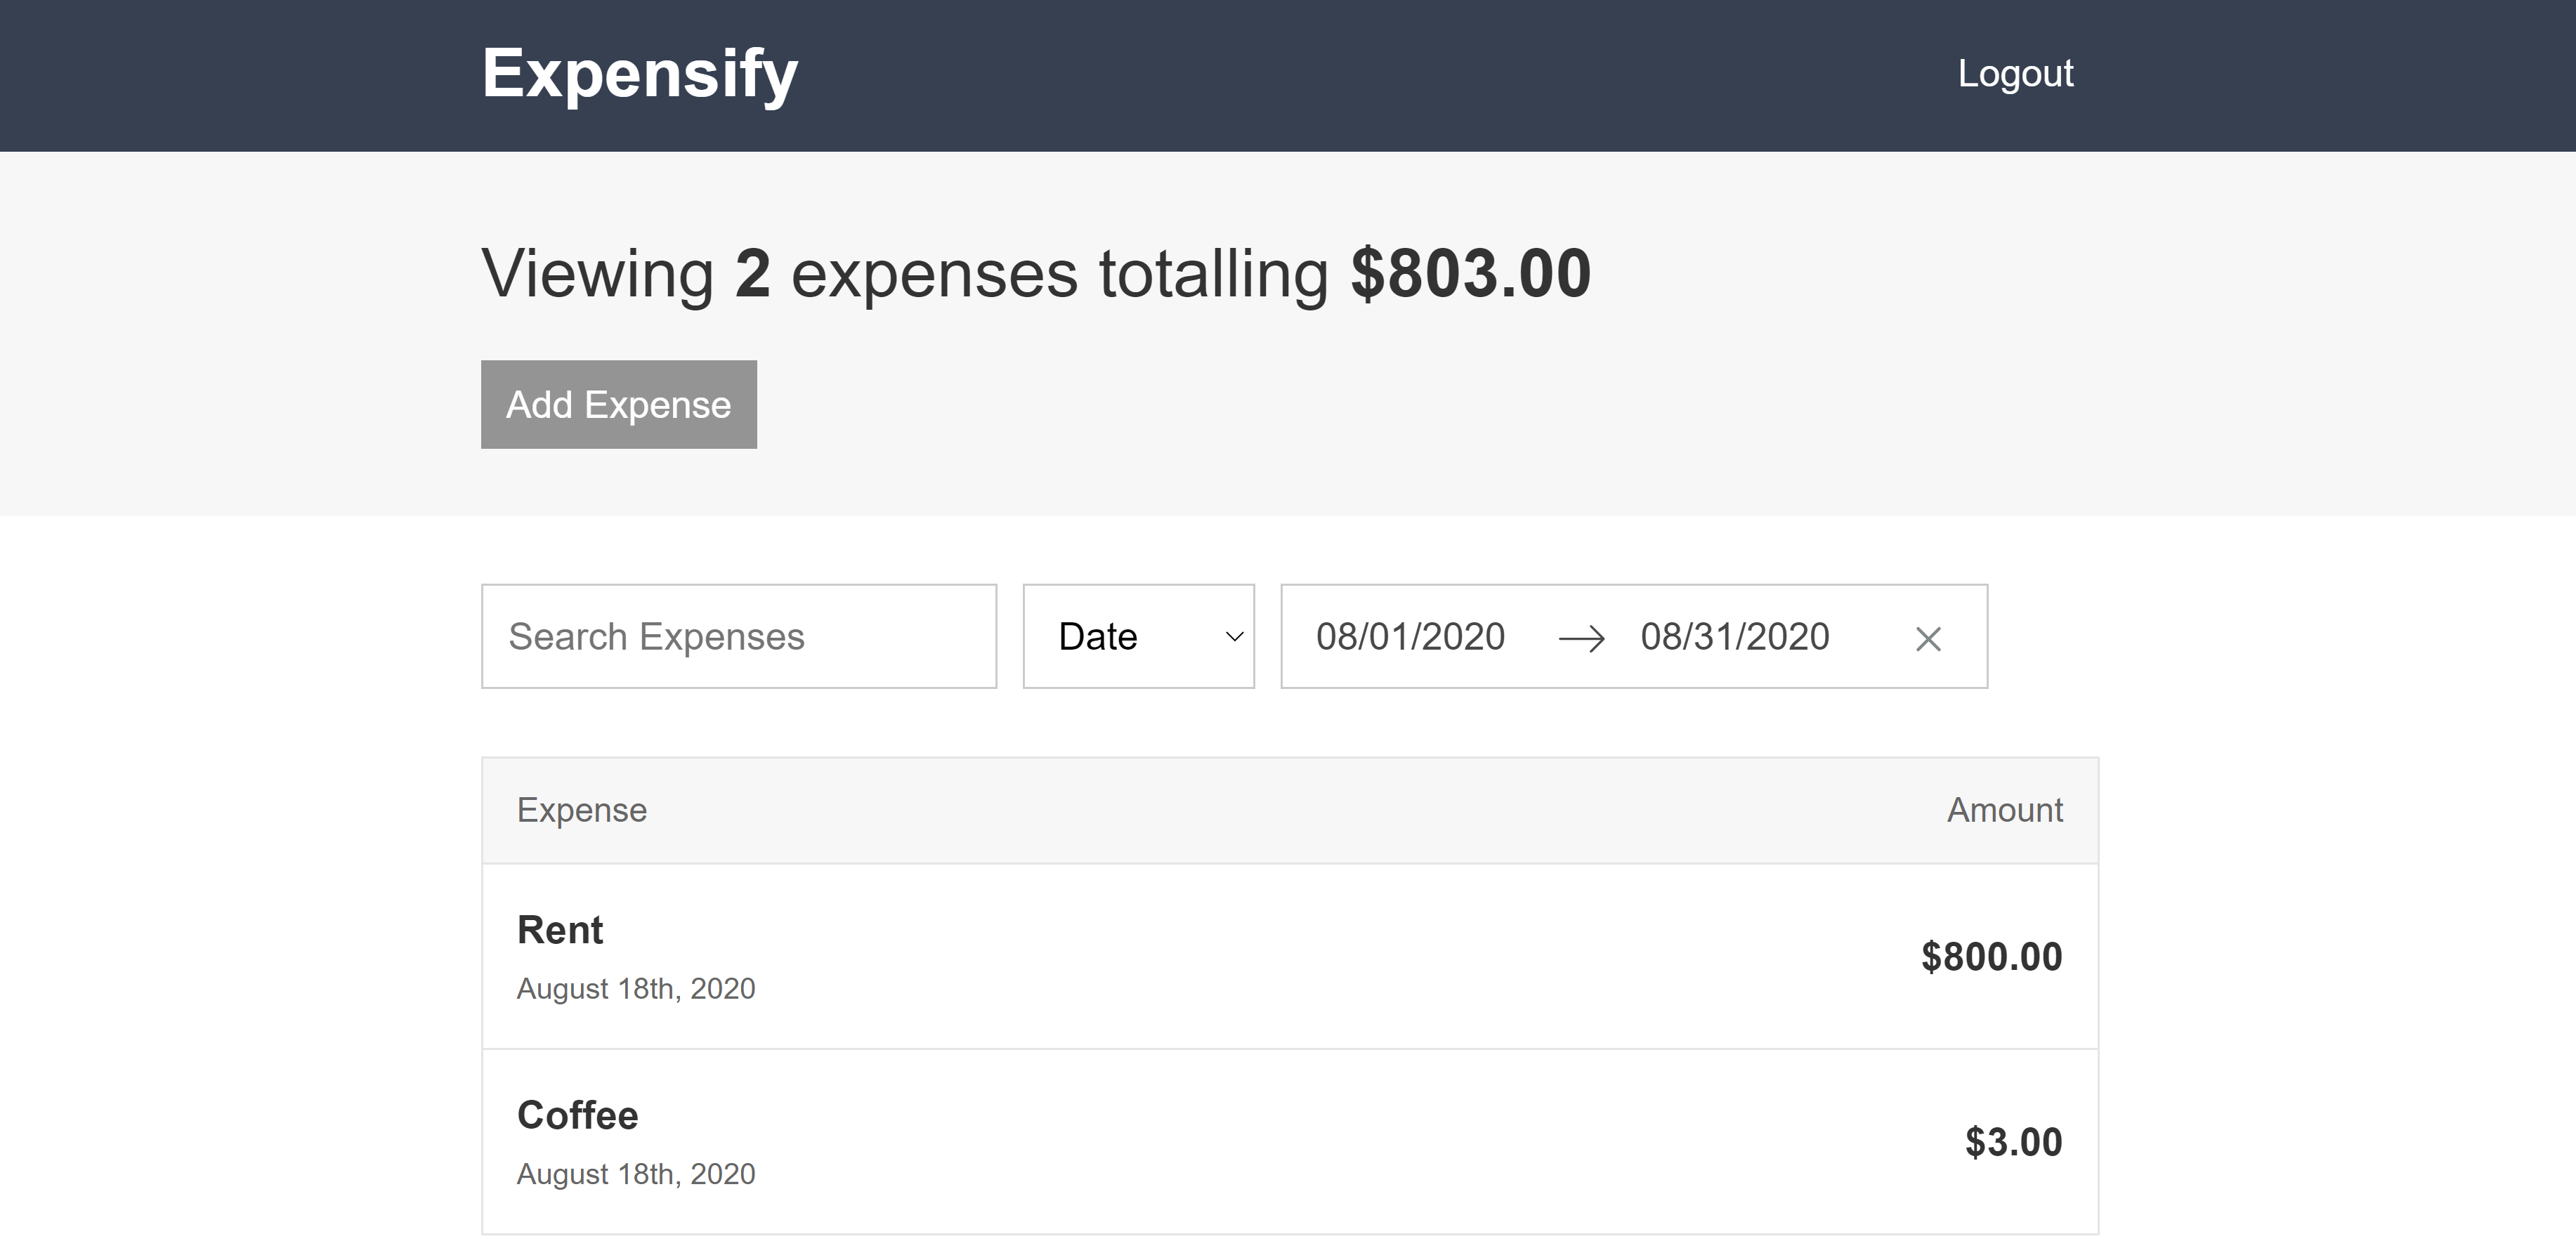 Expensify
Logout
Viewing 2 expenses totalling $803.00
Add Expense
Search Expenses
Date
08/01/2020
08/31/2020
Expense
Amount
Rent
August 18th, 2020
$800.00
Coffee
August 18th, 2020
$3.00